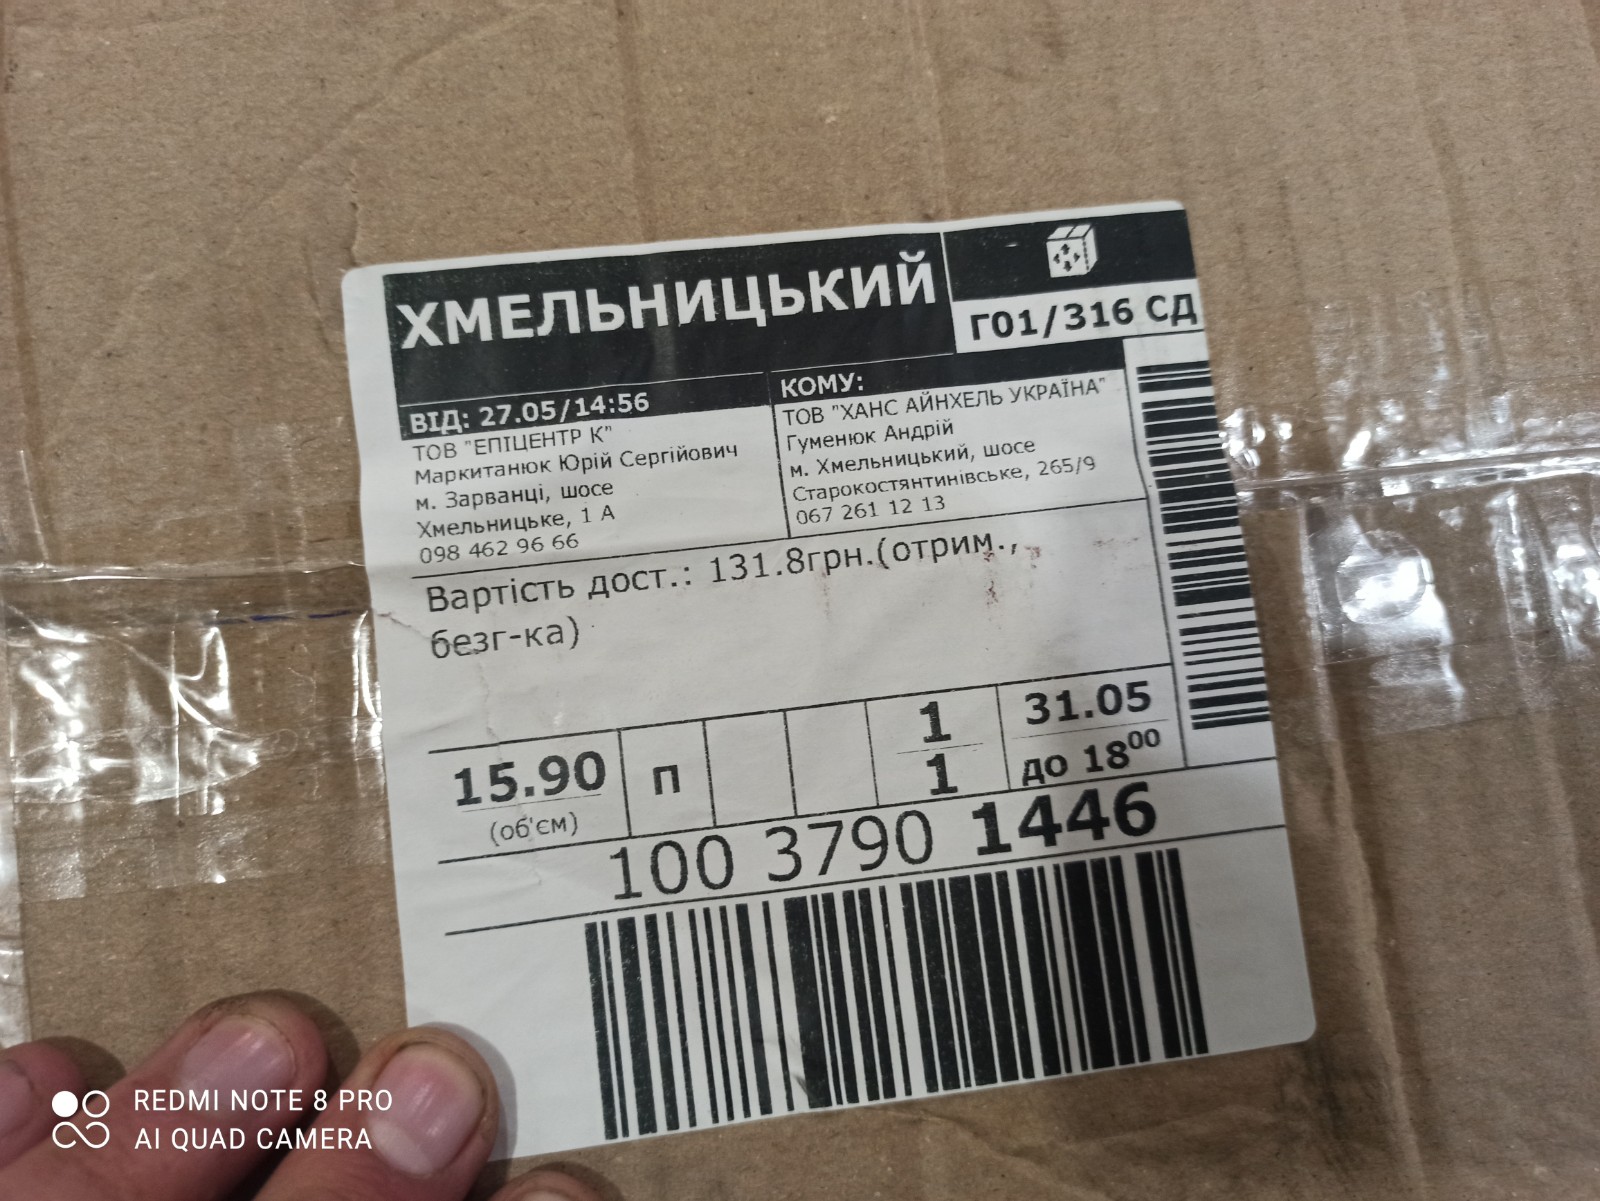 ХМЕЛЬНИЦЬКИЙ
Г01/316 СД
ВІД: 27.05/14:56
ТОВ "ЕПІЦЕНТР К"
Маркитанюк Юрій Сергійович
м. Зарванці, шосе
Хмельницьке, 1 А
098 462 96 66
КОМУ:
ТОВ "ХАНС АЙНХЕЛЬ УКРАЇНА"
Гуменюк Андрій
м. Хмельницький, шосе
Старокостянтинівське, 265/9
067 261 12 13
Вартість дост.: 131.8грн.(отрим.,
безг-ка)
15.90
(об'єм)
п
1
1
31.05
до 18⁰⁰
100 3790 1446
REDMI NOTE 8 PRO
AI QUAD CAMERA